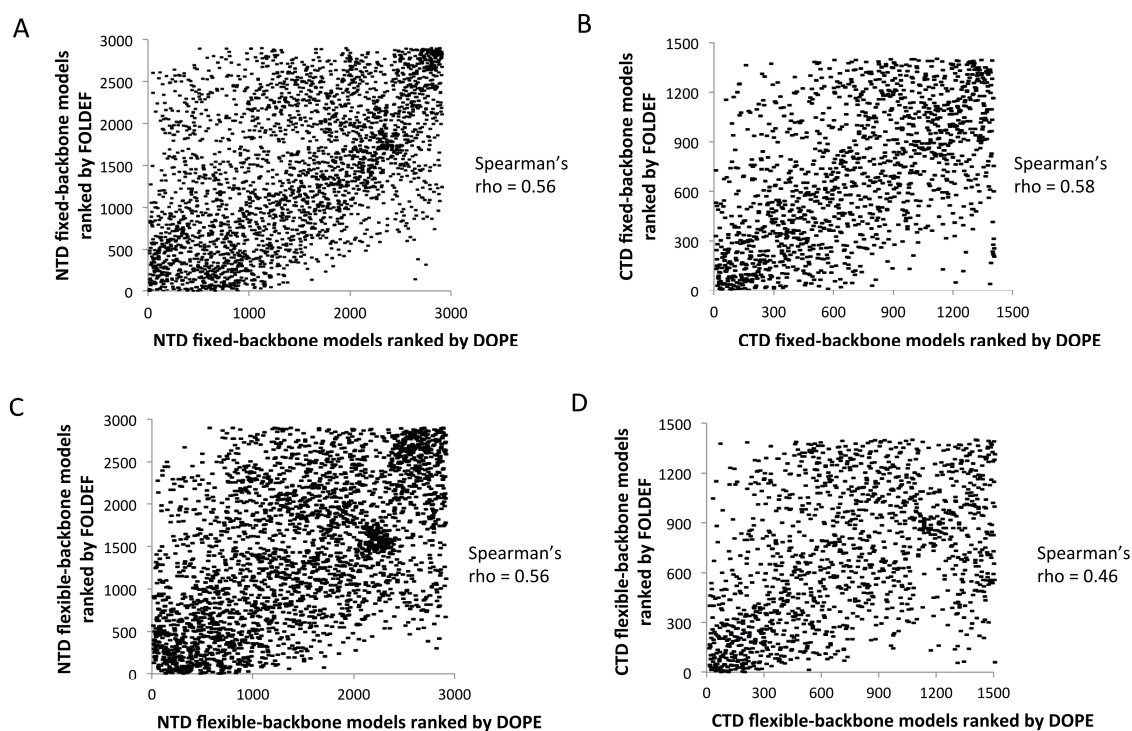 A
NTD fixed-backbone models
ranked by FOLDEF
3000
2500
2000
1500
1000
500
0
0 1000 2000 3000
NTD fixed-backbone models ranked by DOPE
Spearman’s
rho = 0.56
B
CTD fixed-backbone models
ranked by FOLDEF
1500
1200
900
600
300
0
0 300 600 900 1200 1500
CTD fixed-backbone models ranked by DOPE
Spearman’s
rho = 0.58
C
NTD flexible-backbone models
ranked by FOLDEF
3000
2500
2000
1500
1000
500
0
0 1000 2000 3000
NTD flexible-backbone models ranked by DOPE
Spearman’s
rho = 0.56
D
CTD flexible-backbone models
ranked by FOLDEF
1500
1200
900
600
300
0
0 300 600 900 1200 1500
CTD flexible-backbone models ranked by DOPE
Spearman’s
rho = 0.46